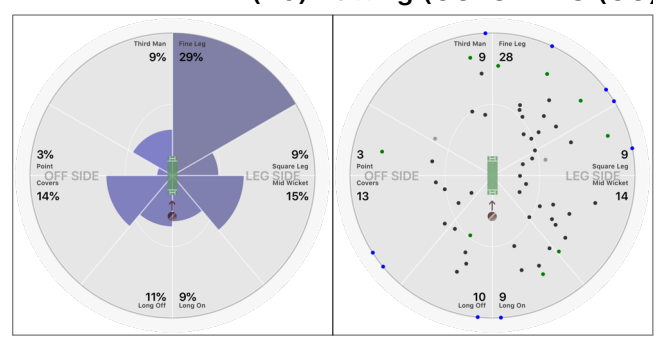 Third Man Fine Leg
9% 29%
3%
Point
OFF SIDE
Covers
14%
9%
Square Leg
LEG SIDE
Mid Wicket
15%
11% 9%
Long Off Long On
Third Man Fine Leg
9 28
3
Point
OFF SIDE
Covers
13
9
Square Leg
LEG SIDE
Mid Wicket
14
10 9
Long Off Long On